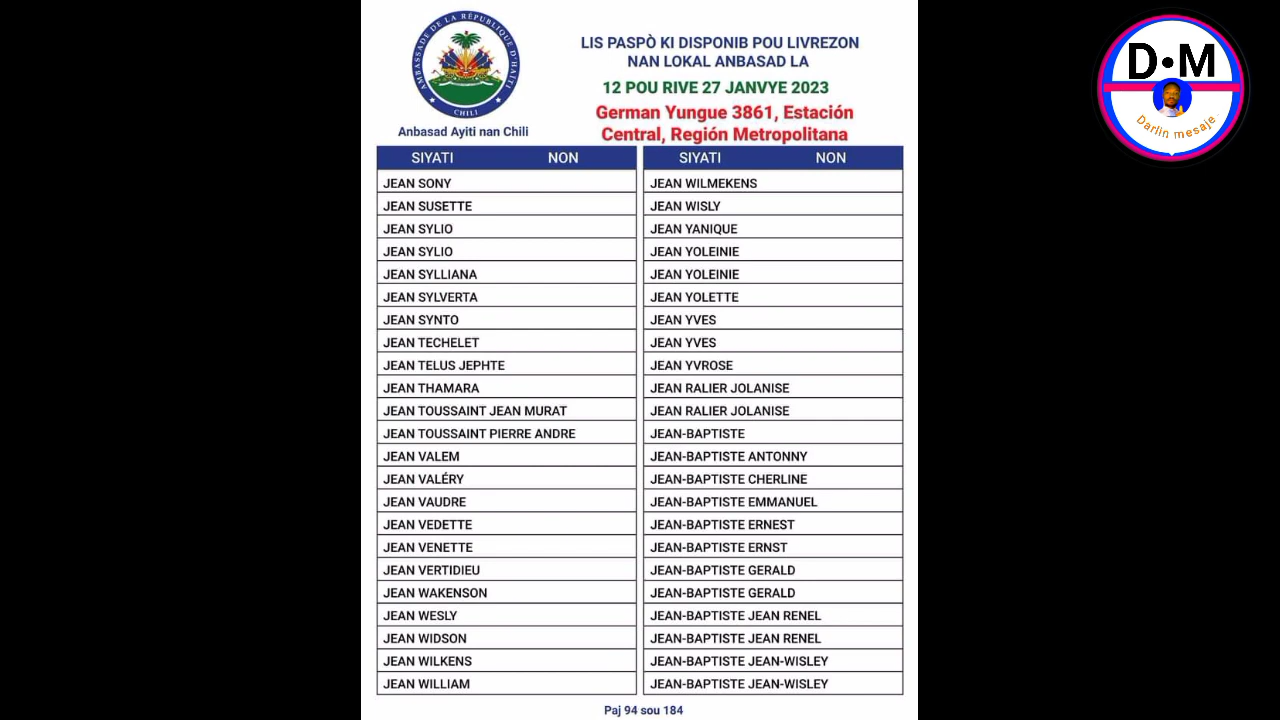 AMBASSADE DE LA RÉPUBLIQUE D'HAITI
CHILI
Anbasad Ayiti nan Chili
LIS PASPÒ KI DISPONIB POU LIVREZON
NAN LOKAL ANBASAD LA
12 POU RIVE 27 JANVYE 2023
German Yungue 3861, Estación
Central, Región Metropolitana
D•M
Darlin mesaje
SIYATI NON
JEAN SONY
JEAN SUSETTE
JEAN SYLIO
JEAN SYLIO
JEAN SYLLIANA
JEAN SYLVERTA
JEAN SYNTO
JEAN TECHELET
JEAN TELUS JEPHTE
JEAN THAMARA
JEAN TOUSSAINT JEAN MURAT
JEAN TOUSSAINT PIERRE ANDRE
JEAN VALEM
JEAN VALÉRY
JEAN VAUDRE
JEAN VEDETTE
JEAN VENETTE
JEAN VERTIDIEU
JEAN WAKENSON
JEAN WESLY
JEAN WIDSON
JEAN WILKENS
JEAN WILLIAM
SIYATI NON
JEAN WILMEKENS
JEAN WISLY
JEAN YANIQUE
JEAN YOLEINIE
JEAN YOLEINIE
JEAN YOLETTE
JEAN YVES
JEAN YVES
JEAN YVROSE
JEAN RALIER JOLANISE
JEAN RALIER JOLANISE
JEAN-BAPTISTE
JEAN-BAPTISTE ANTONNY
JEAN-BAPTISTE CHERLINE
JEAN-BAPTISTE EMMANUEL
JEAN-BAPTISTE ERNEST
JEAN-BAPTISTE ERNST
JEAN-BAPTISTE GERALD
JEAN-BAPTISTE GERALD
JEAN-BAPTISTE JEAN RENEL
JEAN-BAPTISTE JEAN RENEL
JEAN-BAPTISTE JEAN-WISLEY
JEAN-BAPTISTE JEAN-WISLEY
Paj 94 sou 184